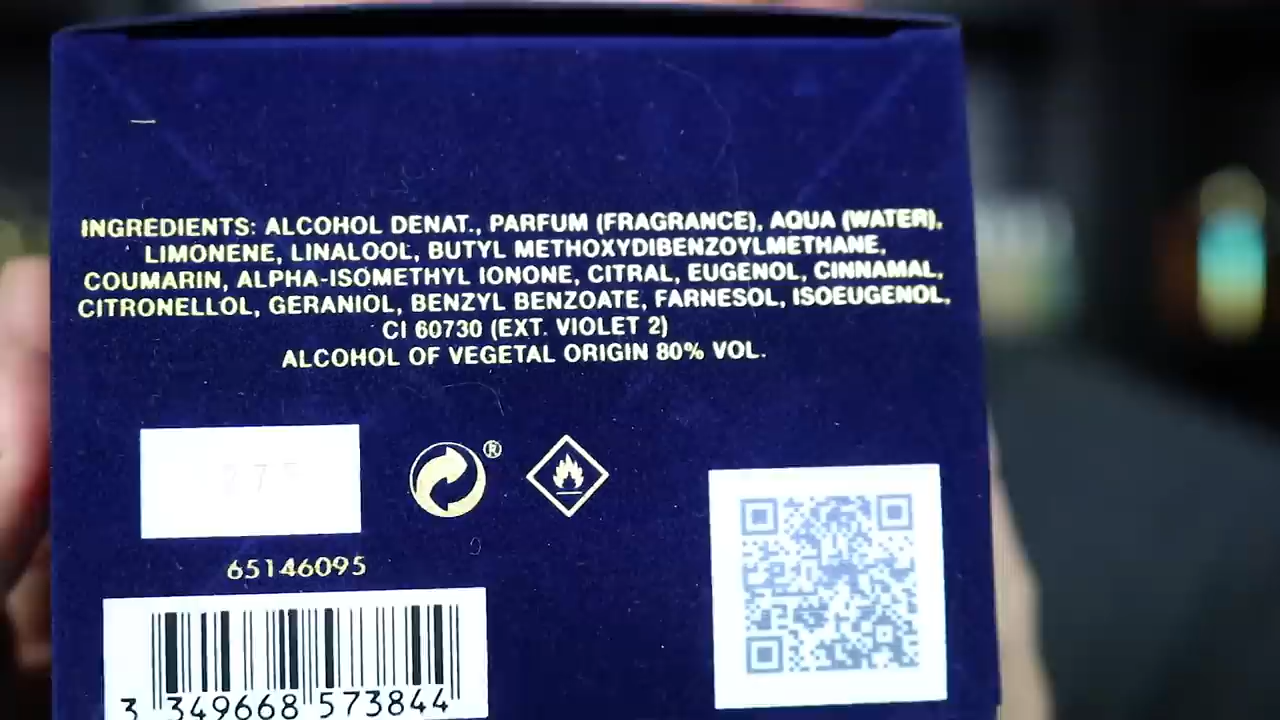 INGREDIENTS: ALCOHOL DENAT., PARFUM (FRAGRANCE), AQUA (WATER),
LIMONENE, LINALOOL, BUTYL METHOXYDIBENZOYLMETHANE,
COUMARIN, ALPHA-ISOMETHYL IONONE, CITRAL, EUGENOL, CINNAMAL,
CITRONELLOL, GERANIOL, BENZYL BENZOATE, FARNESOL, ISOEUGENOL,
CI 60730 (EXT. VIOLET 2)
ALCOHOL OF VEGETAL ORIGIN 80% VOL.
®
65146095
3 349668 573844